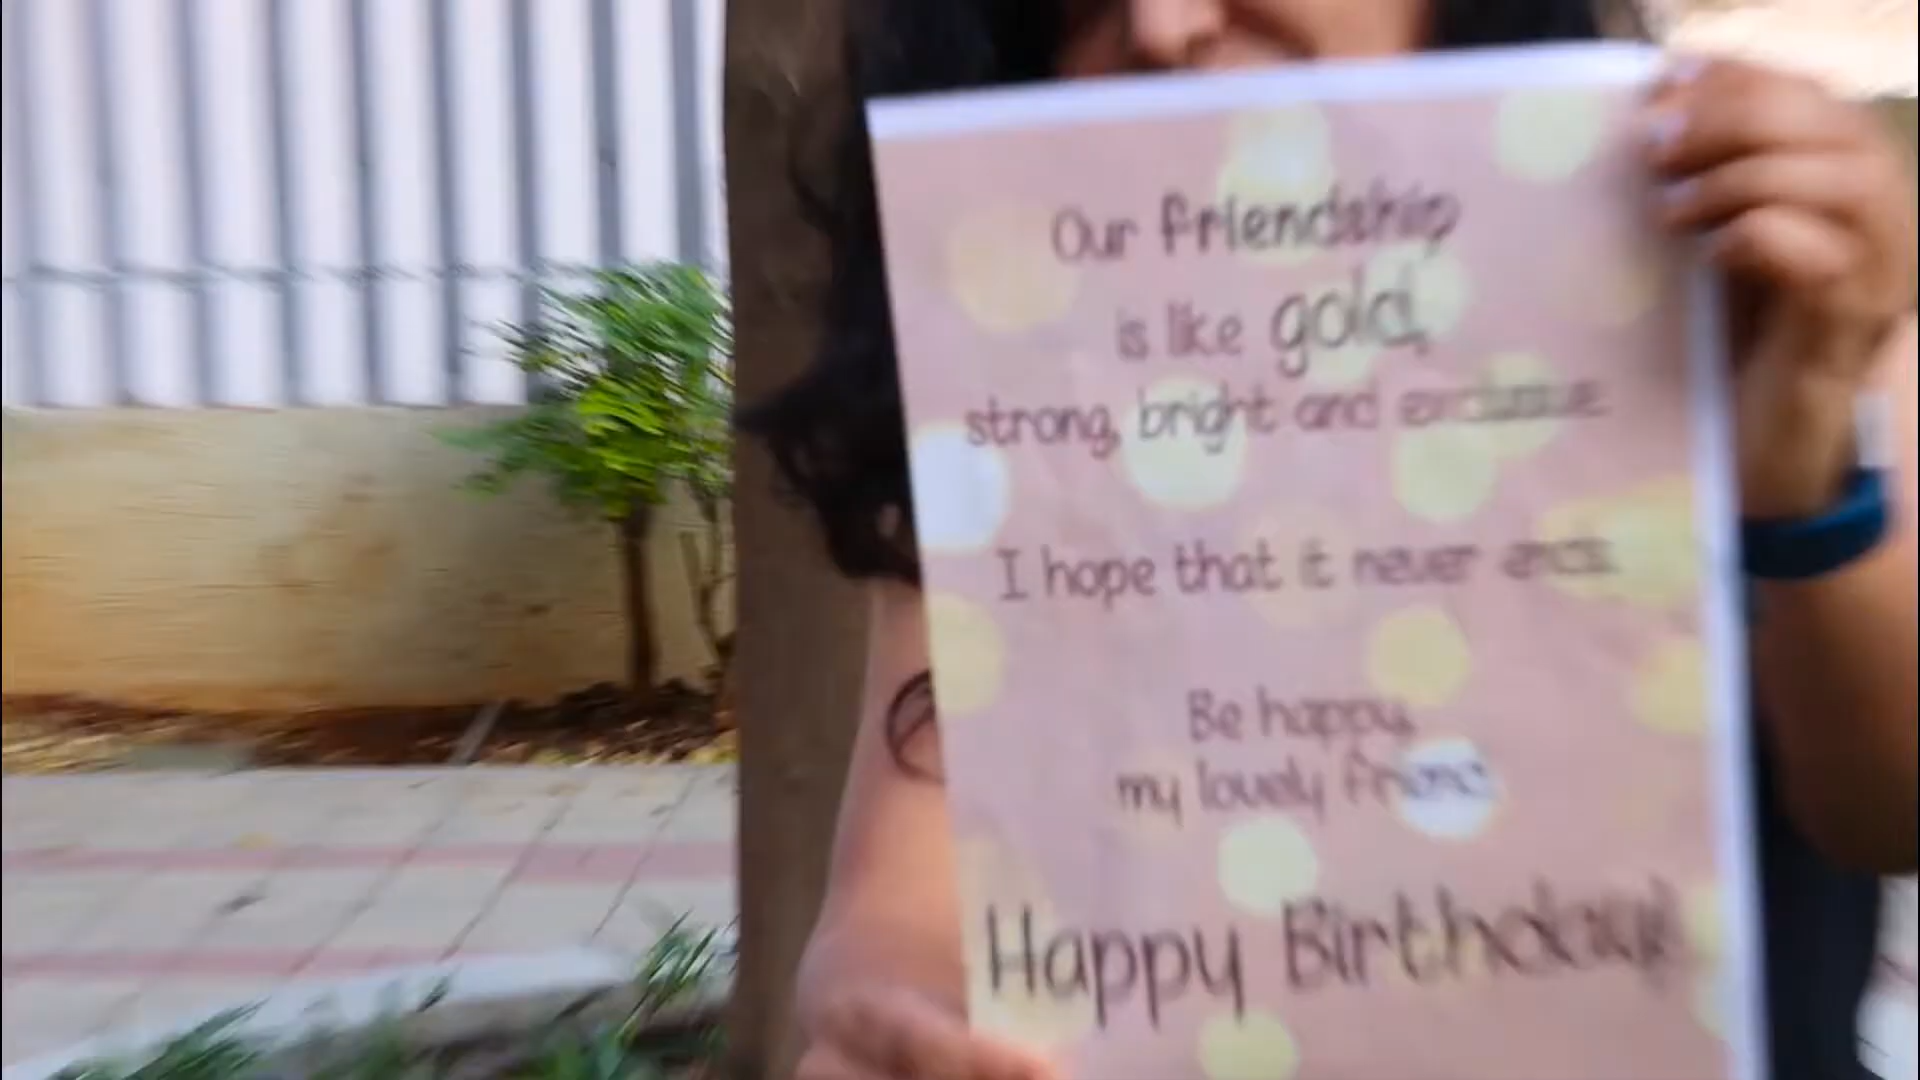 Our friendship
is like gold,
strong, bright and exclusive
I hope that it never ends.
Be happy,
my lovely friend
Happy Birthday!